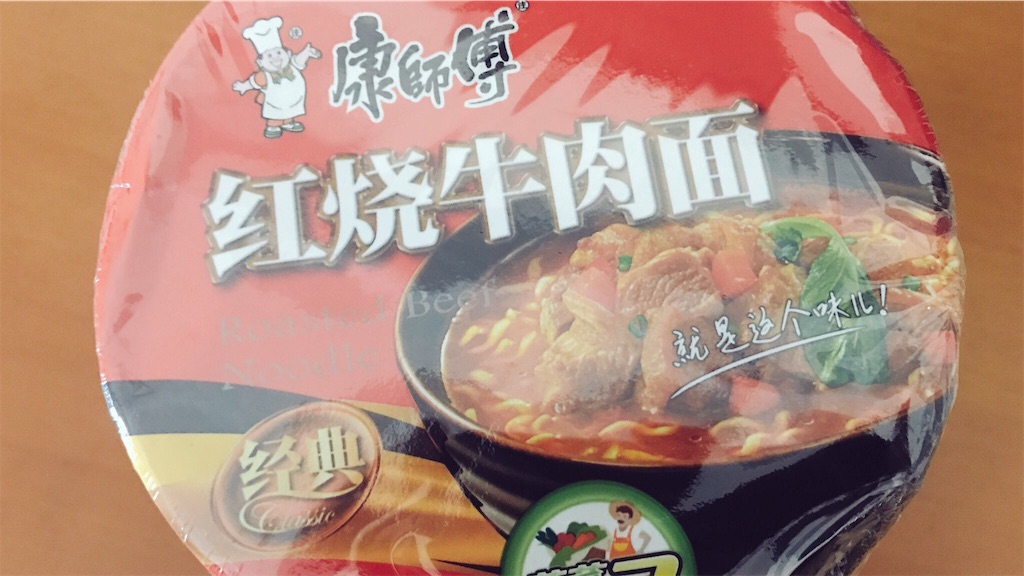 康師傅
红烧牛肉面
Roasted Beef
Noodle
就是这个味儿!
经典
Classic